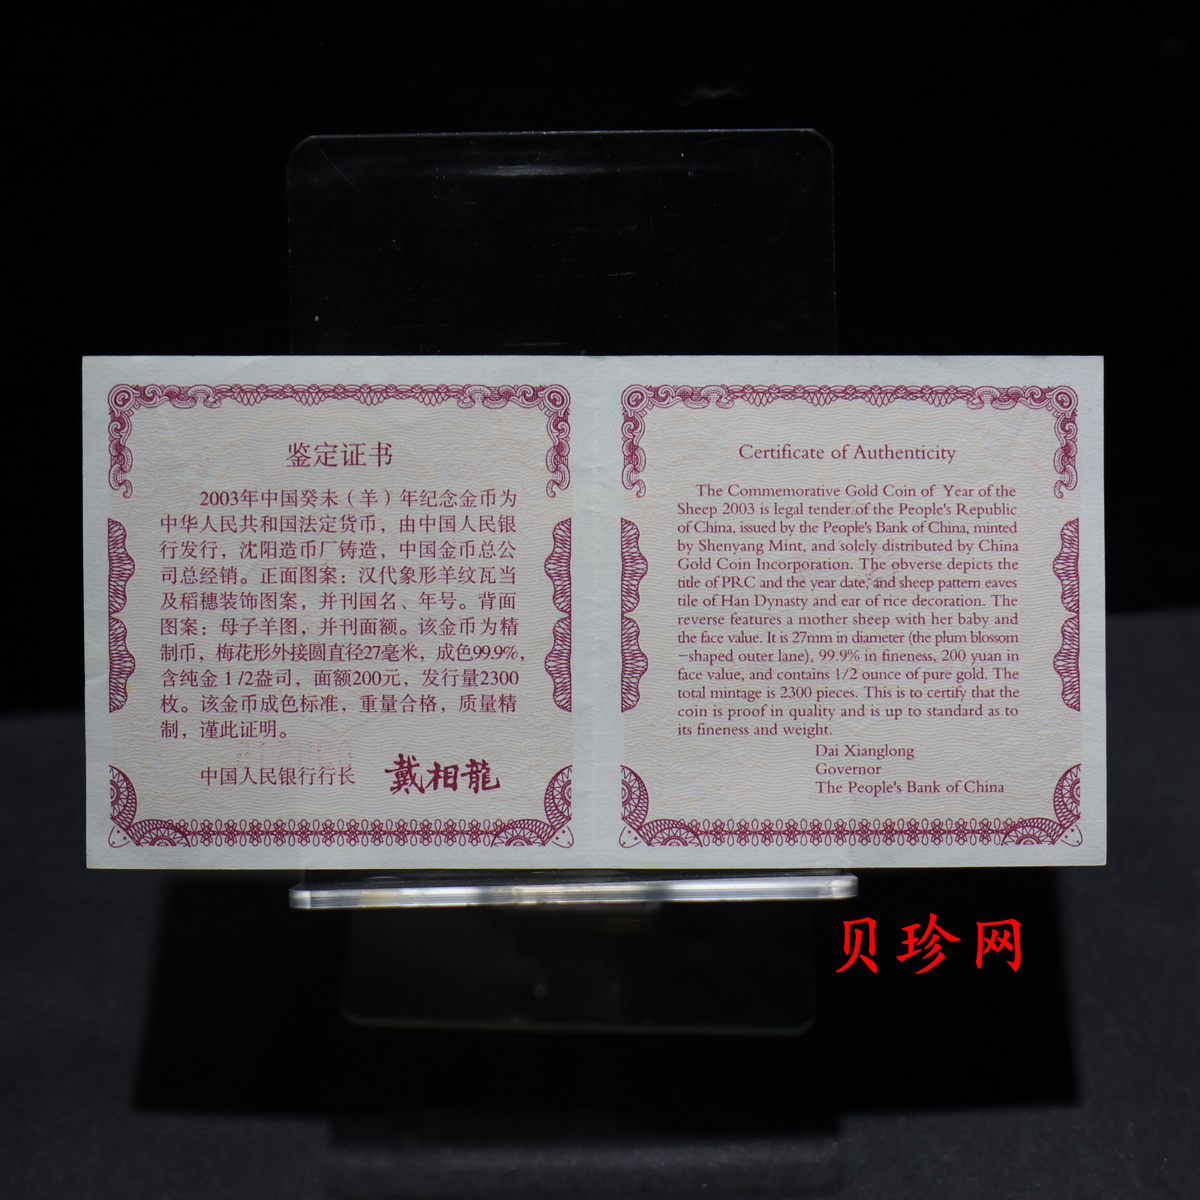 鉴定证书
2003年中国癸未（羊）年纪念金币为
中华人民共和国法定货币，由中国人民银
行发行，沈阳造币厂铸造，中国金币总公
司总经销。正面图案：汉代象形羊纹瓦当
及稻穗装饰图案，并刊国名、年号。背面
图案：母子羊图，并刊面额。该金币为精
制币，梅花形外接圆直径27毫米，成色99.9%，
含纯金1/2盎司，面额200元，发行量2300
枚。该金币成色标准，重量合格，质量精
制，谨此证明。
中国人民银行行长 戴相龍
Certificate of Authenticity
The Commemorative Gold Coin of Year of the
Sheep 2003 is legal tender of the People's Republic
of China, issued by the People's Bank of China, minted
by Shenyang Mint, and solely distributed by China
Gold Coin Incorporation. The obverse depicts the
title of PRC and the year date, and sheep pattern eaves
tile of Han Dynasty and ear of rice decoration. The
reverse features a mother sheep with her baby and
the face value. It is 27mm in diameter (the plum blossom
-shaped outer lane), 99.9% in fineness, 200 yuan in
face value, and contains 1/2 ounce of pure gold. The
total mintage is 2300 pieces. This is to certify that the
coin is proof in quality and is up to standard as to
its fineness and weight.
Dai Xianglong
Governor
The People's Bank of China
贝珍网